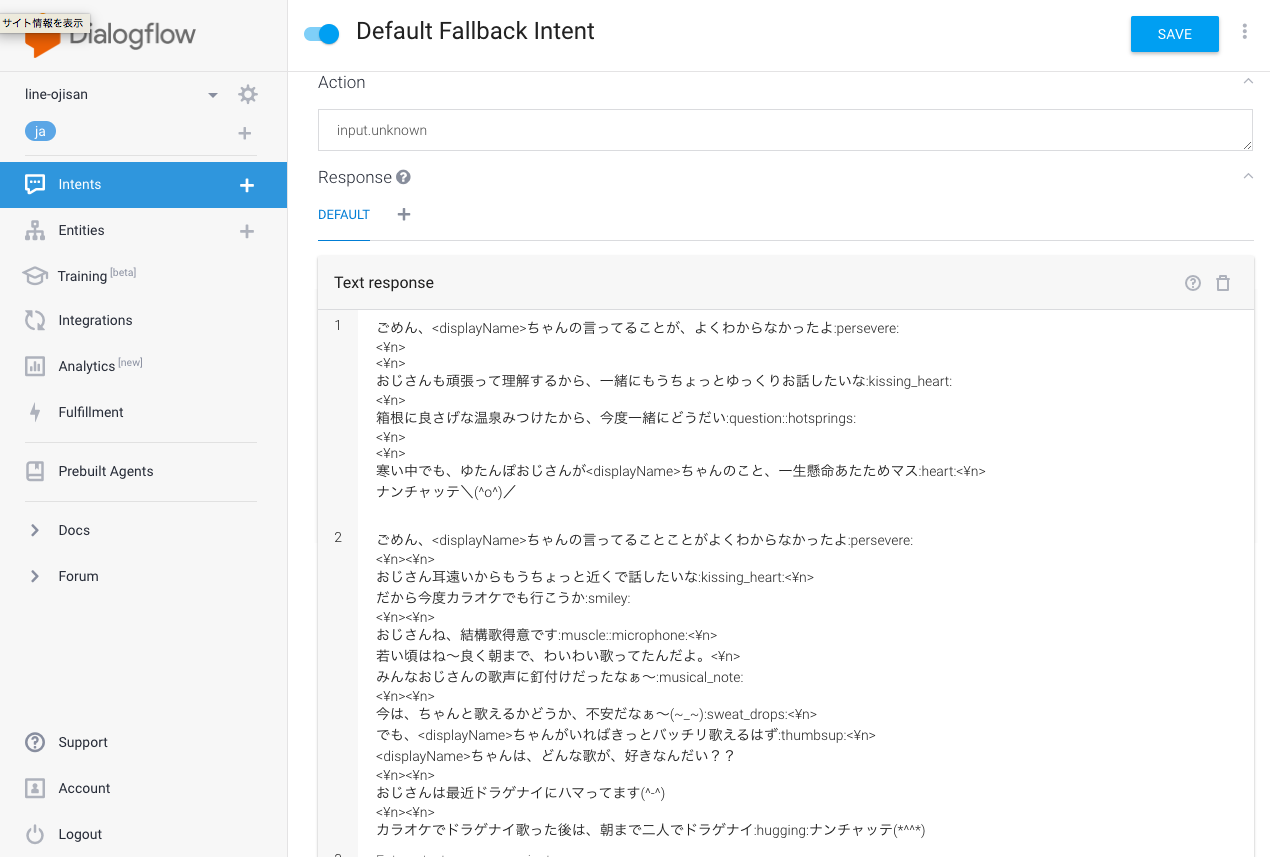 サイト情報を表示
Dialogflow
line-ojisan
ja
Intents
Entities
Training [beta]
Integrations
Analytics [new]
Fulfillment
Prebuilt Agents
Docs
Forum
Support
Account
Logout
Default Fallback Intent
SAVE
Action
input.unknown
Response
DEFAULT
Text response
1
ごめん、<displayName>ちゃんの言ってることが、よくわからなかったよ:persevere:
<¥n>
<¥n>
おじさんも頑張って理解するから、一緒にもうちょっとゆっくりお話したいな:kissing_heart:
<¥n>
箱根に良さげな温泉みつけたから、今度一緒にどうだい:question::hotsprings:
<¥n>
<¥n>
寒い中でも、ゆたんぽおじさんが<displayName>ちゃんのこと、一生懸命あたためマス:heart:<¥n>
ナンチャッテ＼(^o^)／
2
ごめん、<displayName>ちゃんの言ってることことがよくわからなかったよ:persevere:
<¥n><¥n>
おじさん耳遠いからもうちょっと近くで話したいな:kissing_heart:<¥n>
だから今度カラオケでも行こうか:smiley:
<¥n><¥n>
おじさんね、結構歌得意です:muscle::microphone:<¥n>
若い頃はね〜良く朝まで、わいわい歌ってたんだよ。<¥n>
みんなおじさんの歌声に釘付けだったなぁ〜:musical_note:
<¥n><¥n>
今は、ちゃんと歌えるかどうか、不安だなぁ〜(~_~):sweat_drops:<¥n>
でも、<displayName>ちゃんがいればきっとバッチリ歌えるはず:thumbsup:<¥n>
<displayName>ちゃんは、どんな歌が、好きなんだい？？
<¥n><¥n>
おじさんは最近ドラゲナイにハマってます(^-^)
<¥n><¥n>
カラオケでドラゲナイ歌った後は、朝まで二人でドラゲナイ:hugging:ナンチャッテ(*^^*)